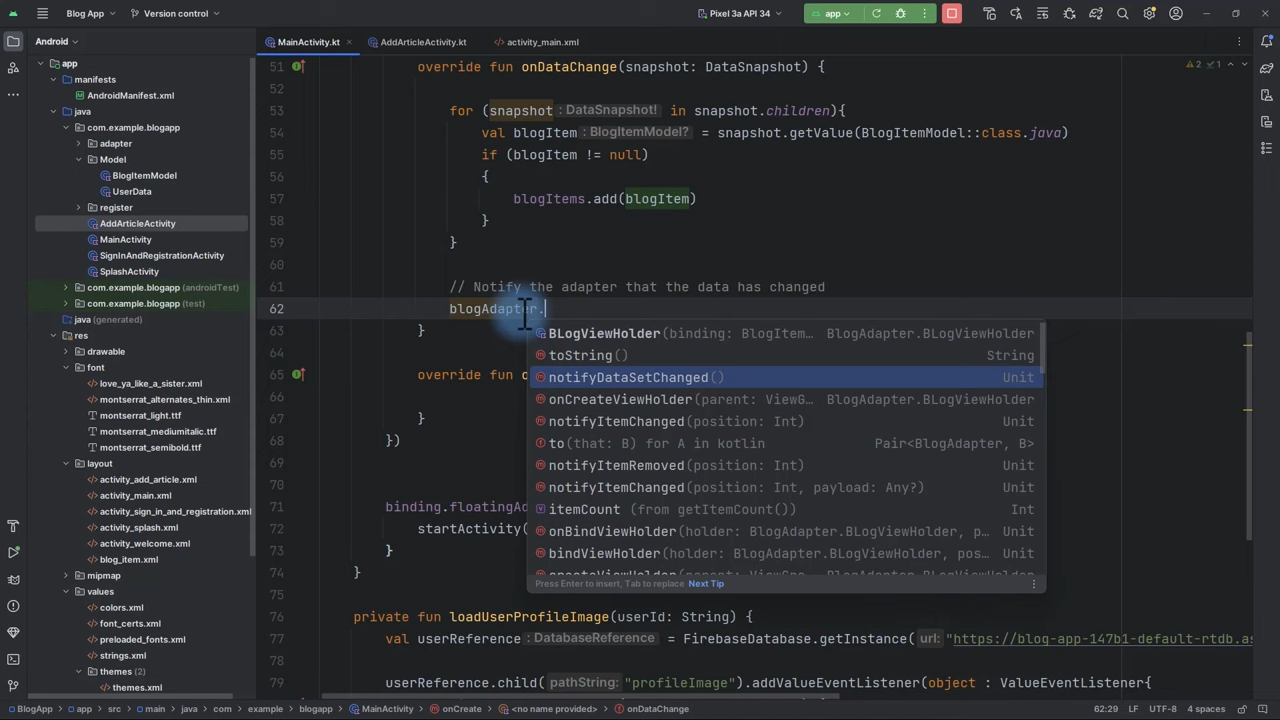 Blog App
Version control
Pixel 3a API 34
app
Android
MainActivity.kt
AddArticleActivity.kt
activity_main.xml
app
manifests
AndroidManifest.xml
java
com.example.blogapp
adapter
Model
BlogItemModel
UserData
register
AddArticleActivity
MainActivity
SignInAndRegistrationActivity
SplashActivity
com.example.blogapp (androidTest)
com.example.blogapp (test)
java (generated)
res
drawable
font
love_ya_like_a_sister.xml
montserrat_alternates_thin.xml
montserrat_light.ttf
montserrat_mediumitalic.ttf
montserrat_semibold.ttf
layout
activity_add_article.xml
activity_main.xml
activity_sign_in_and_registration.xml
activity_splash.xml
activity_welcome.xml
blog_item.xml
mipmap
values
colors.xml
font_certs.xml
preloaded_fonts.xml
strings.xml
themes (2)
themes.xml
2 1
51 override fun onDataChange(snapshot: DataSnapshot) {
52
53 for (snapshot : DataSnapshot! in snapshot.children){
54 val blogItem : BlogItemModel? = snapshot.getValue(BlogItemModel::class.java)
55 if (blogItem != null)
56 {
57 blogItems.add(blogItem)
58 }
59 }
60
61 // Notify the adapter that the data has changed
62 blogAdapter.
63 }
64
65 override fun o
66
67 }
68 })
69
70
71 binding.floatingAd
72 startActivity(
73 }
74 }
76 private fun loadUserProfileImage(userId: String) {
77 val userReference : DatabaseReference = FirebaseDatabase.getInstance( url: "https://blog-app-147b1-default-rtdb.as
78
79 userReference.child( pathString: "profileImage").addValueEventListener(object : ValueEventListener{
BLogViewHolder(binding: BlogItem… BlogAdapter.BLogViewHolder
toString() String
notifyDataSetChanged() Unit
onCreateViewHolder(parent: ViewG… BlogAdapter.BLogViewHolder
notifyItemChanged(position: Int) Unit
to(that: B) for A in kotlin Pair<BlogAdapter, B>
notifyItemRemoved(position: Int) Unit
notifyItemChanged(position: Int, payload: Any?) Unit
itemCount (from getItemCount()) Int
onBindViewHolder(holder: BlogAdapter.BLogViewHolder, p… Unit
bindViewHolder(holder: BlogAdapter.BLogViewHolder, pos… Unit
Press Enter to insert, Tab to replace Next Tip
BlogApp > app > src > main > java > com > example > blogapp > MainActivity > onCreate > <no name provided> > onDataChange
62:29 LF UTF-8 4 spaces